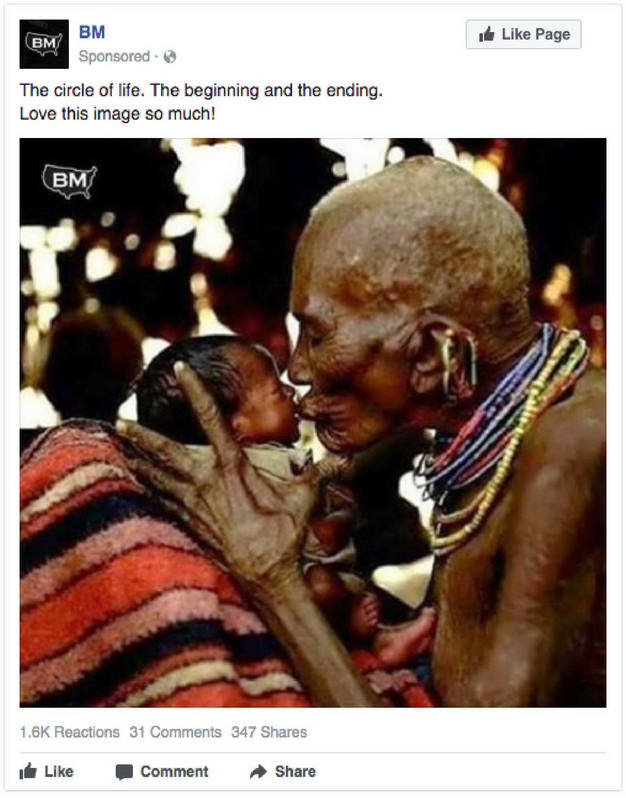 BM
BM
Sponsored ·
Like Page
The circle of life. The beginning and the ending.
Love this image so much!
BM
1.6K Reactions 31 Comments 347 Shares
Like Comment Share